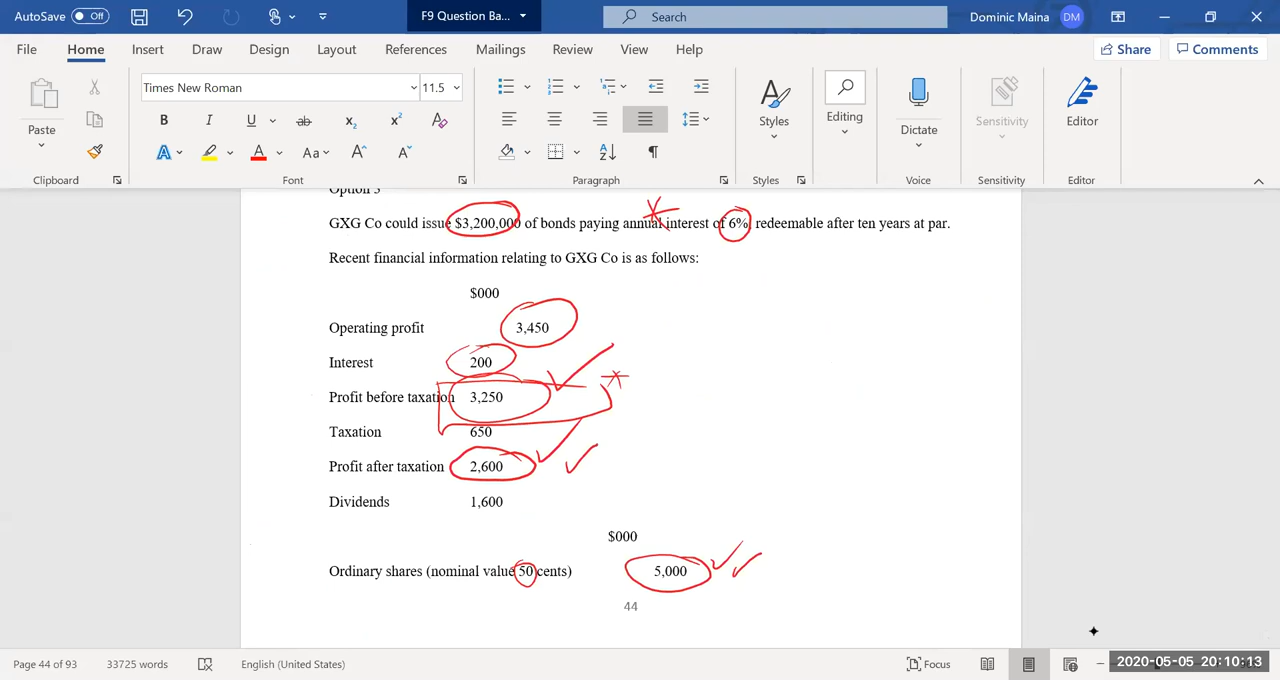 AutoSave Off F9 Question Ba... Search Dominic Maina DM
File Home Insert Draw Design Layout References Mailings Review View Help Share Comments
Times New Roman 11.5
Paste Styles Editing Dictate Sensitivity Editor
B I U ab x₂ x² A
A A Aa A A A Z
Clipboard Font Paragraph Styles Voice Sensitivity Editor
Option 3
GXG Co could issue $3,200,000 of bonds paying annual interest of 6%, redeemable after ten years at par.
Recent financial information relating to GXG Co is as follows:
$000
Operating profit 3,450
Interest 200
Profit before taxation 3,250
Taxation 650
Profit after taxation 2,600
Dividends 1,600
$000
Ordinary shares (nominal value 50 cents) 5,000
44
Page 44 of 93 33725 words English (United States) Focus
2020-05-05 20:10:13